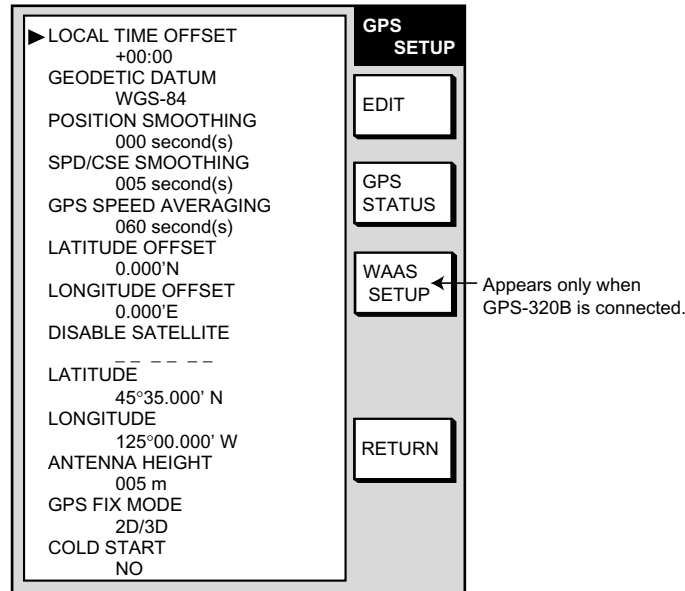 LOCAL TIME OFFSET
+00:00
GEODETIC DATUM
WGS-84
POSITION SMOOTHING
000 second(s)
SPD/CSE SMOOTHING
005 second(s)
GPS SPEED AVERAGING
060 second(s)
LATITUDE OFFSET
0.000'N
LONGITUDE OFFSET
0.000'E
DISABLE SATELLITE
_ _ _ _ _ _
LATITUDE
45°35.000’ N
LONGITUDE
125°00.000’ W
ANTENNA HEIGHT
005 m
GPS FIX MODE
2D/3D
COLD START
NO
GPS
SETUP
EDIT
GPS
STATUS
WAAS
SETUP
RETURN
Appears only when
GPS-320B is connected.